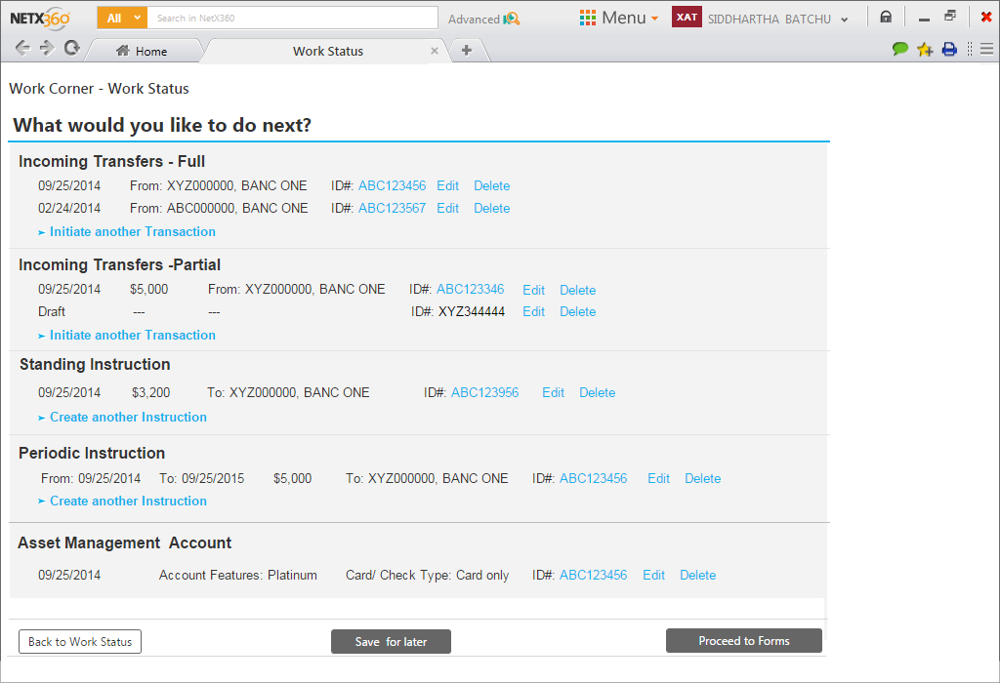 NETX360 All Search in NetX360 Advanced Menu XAT SIDDHARTHA BATCHU
Home Work Status
Work Corner - Work Status
What would you like to do next?
Incoming Transfers - Full
09/25/2014 From: XYZ000000, BANC ONE ID#: ABC123456 Edit Delete
02/24/2014 From: ABC000000, BANC ONE ID#: ABC123567 Edit Delete
➢ Initiate another Transaction
Incoming Transfers -Partial
09/25/2014 $5,000 From: XYZ000000, BANC ONE ID#: ABC123346 Edit Delete
Draft --- --- ID#: XYZ344444 Edit Delete
➢ Initiate another Transaction
Standing Instruction
09/25/2014 $3,200 To: XYZ000000, BANC ONE ID#: ABC123956 Edit Delete
➢ Create another Instruction
Periodic Instruction
From: 09/25/2014 To: 09/25/2015 $5,000 To: XYZ000000, BANC ONE ID#: ABC123456 Edit Delete
➢ Create another Instruction
Asset Management Account
09/25/2014 Account Features: Platinum Card/ Check Type: Card only ID#: ABC123456 Edit Delete
Back to Work Status Save for later Proceed to Forms